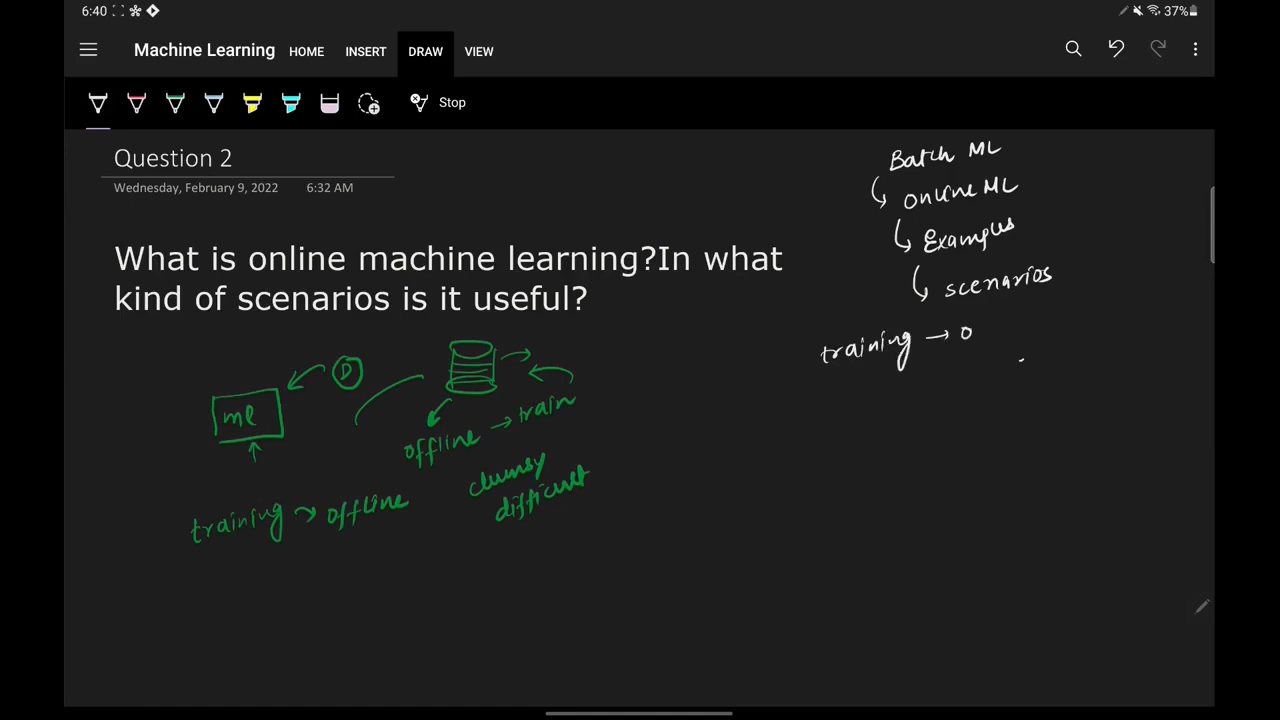 6:40
37%
Machine Learning HOME INSERT DRAW VIEW
Stop
Question 2
Wednesday, February 9, 2022 6:32 AM
What is online machine learning?In what
kind of scenarios is it useful?
Batch ML
Online ML
Examples
scenarios
training → o
D
ml
offline → train
clumsy
difficult
training → offline